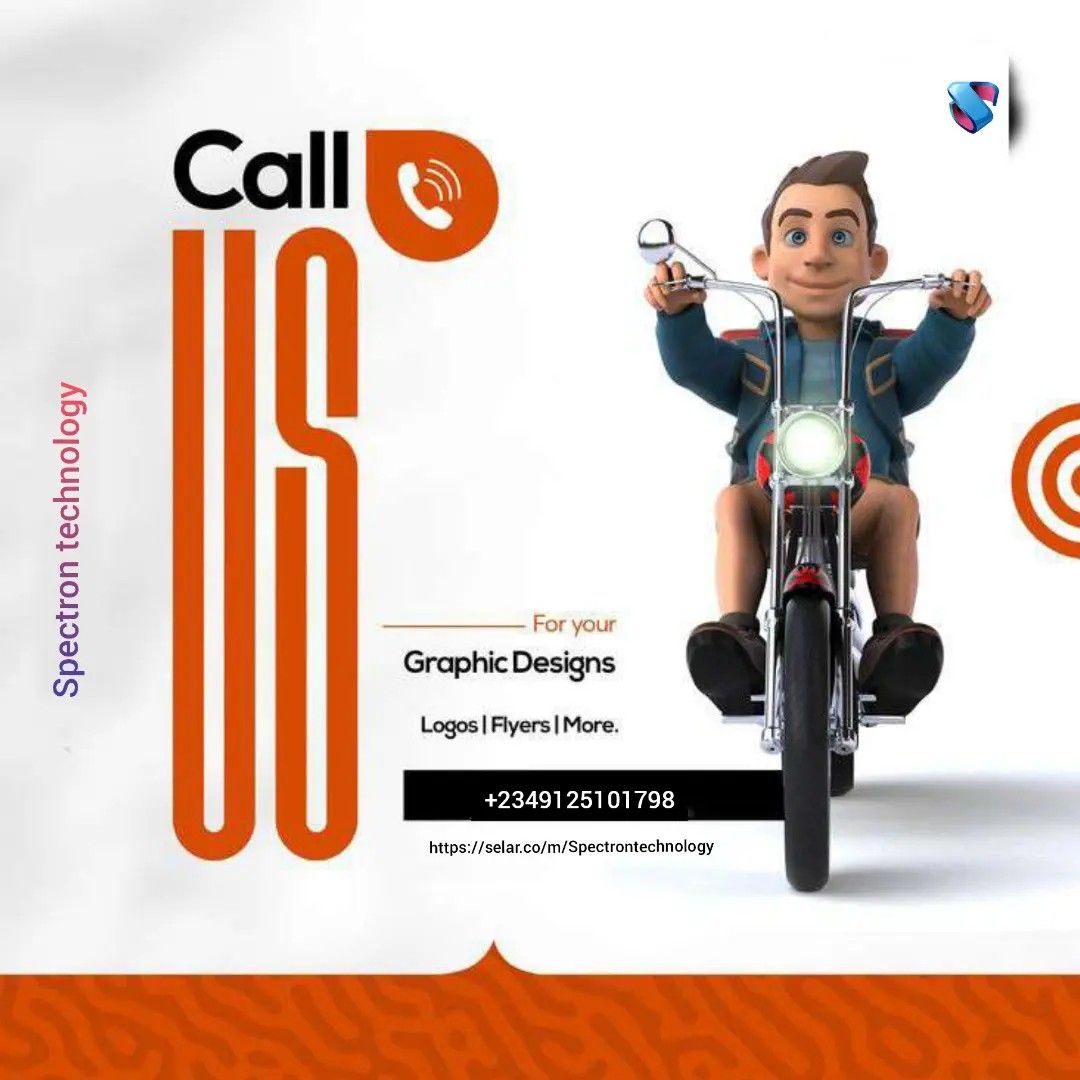 Call
US
Spectron technology
For your
Graphic Designs
Logos | Flyers | More.
+2349125101798
https://selar.co/m/Spectrontechnology